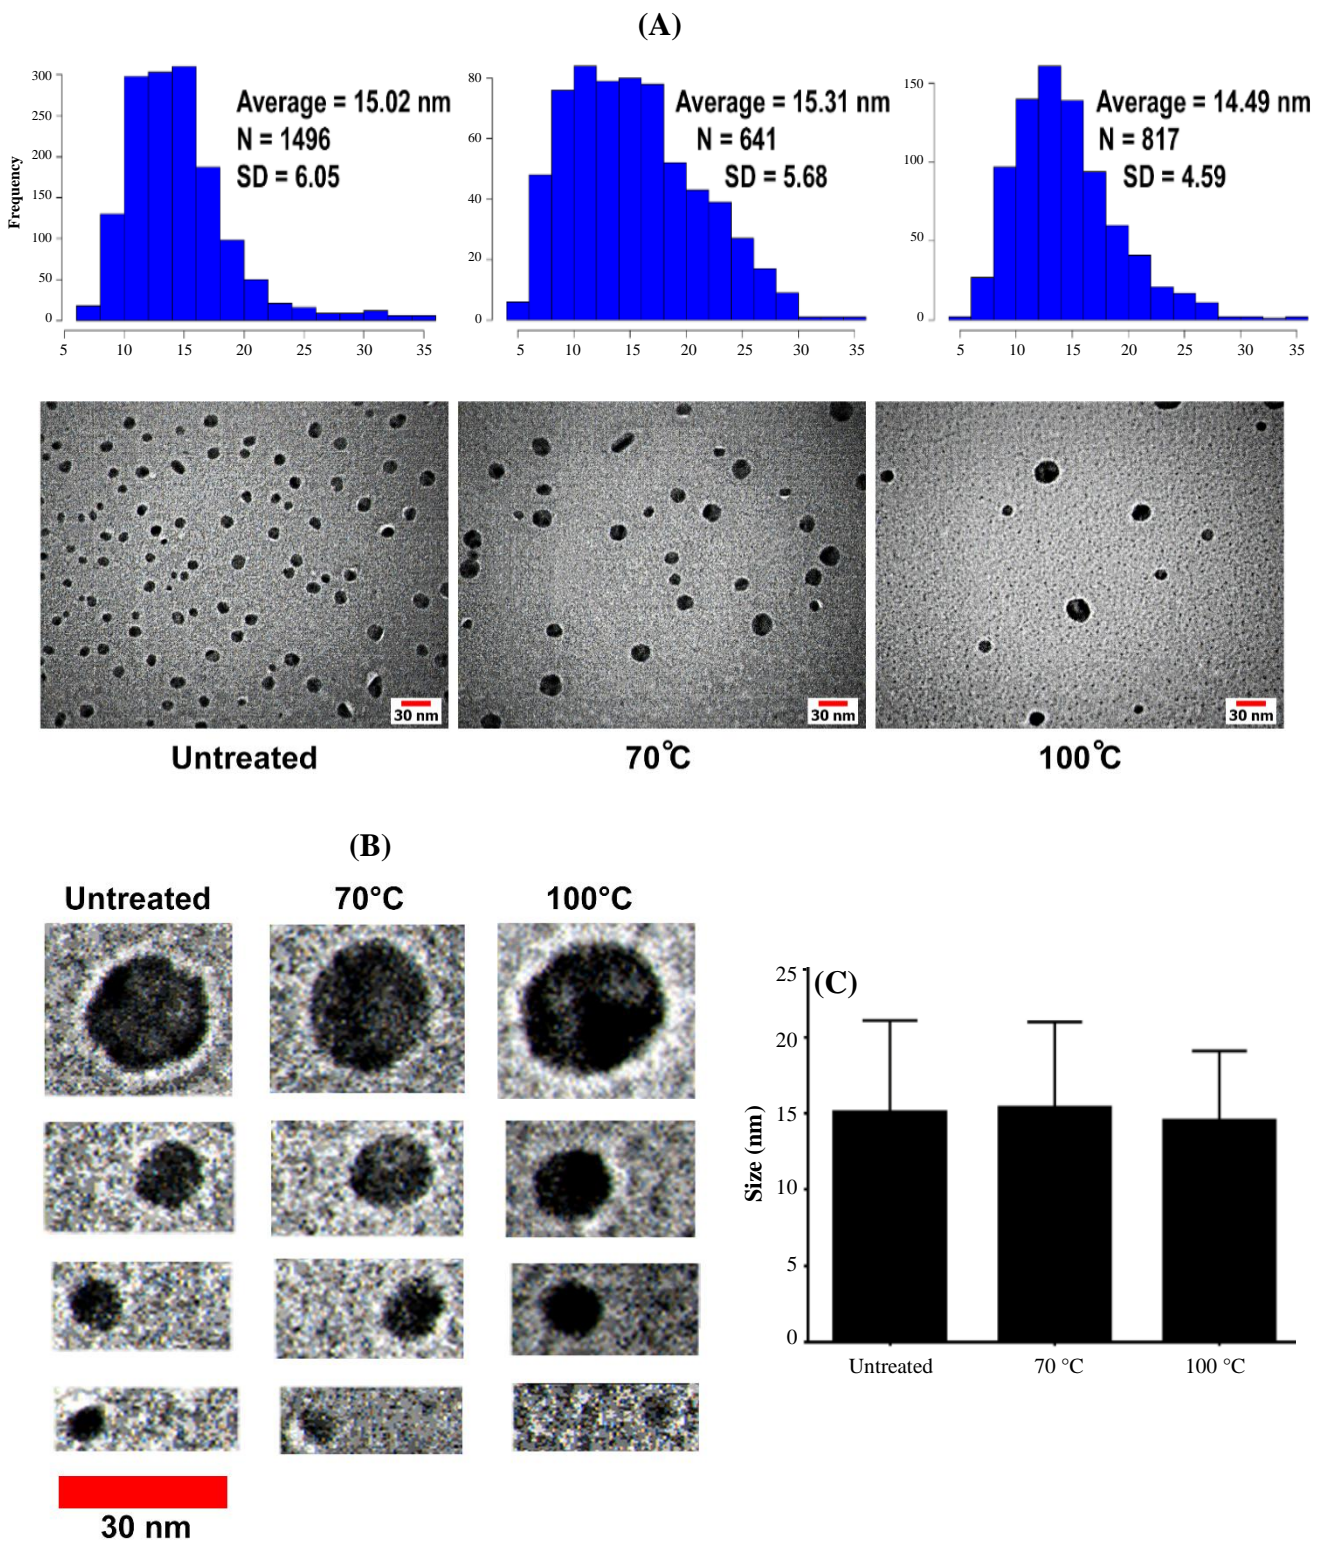 (A)
Frequency
300
250
200
150
100
50
0
5 10 15 20 25 30 35
Average = 15.02 nm
N = 1496
SD = 6.05
80
60
40
20
0
5 10 15 20 25 30 35
Average = 15.31 nm
N = 641
SD = 5.68
150
100
50
0
5 10 15 20 25 30 35
Average = 14.49 nm
N = 817
SD = 4.59
30 nm
30 nm
30 nm
Untreated
70°C
100°C
(B)
Untreated
70°C
100°C
30 nm
(C)
Size (nm)
25
20
15
10
5
0
Untreated
70 °C
100 °C